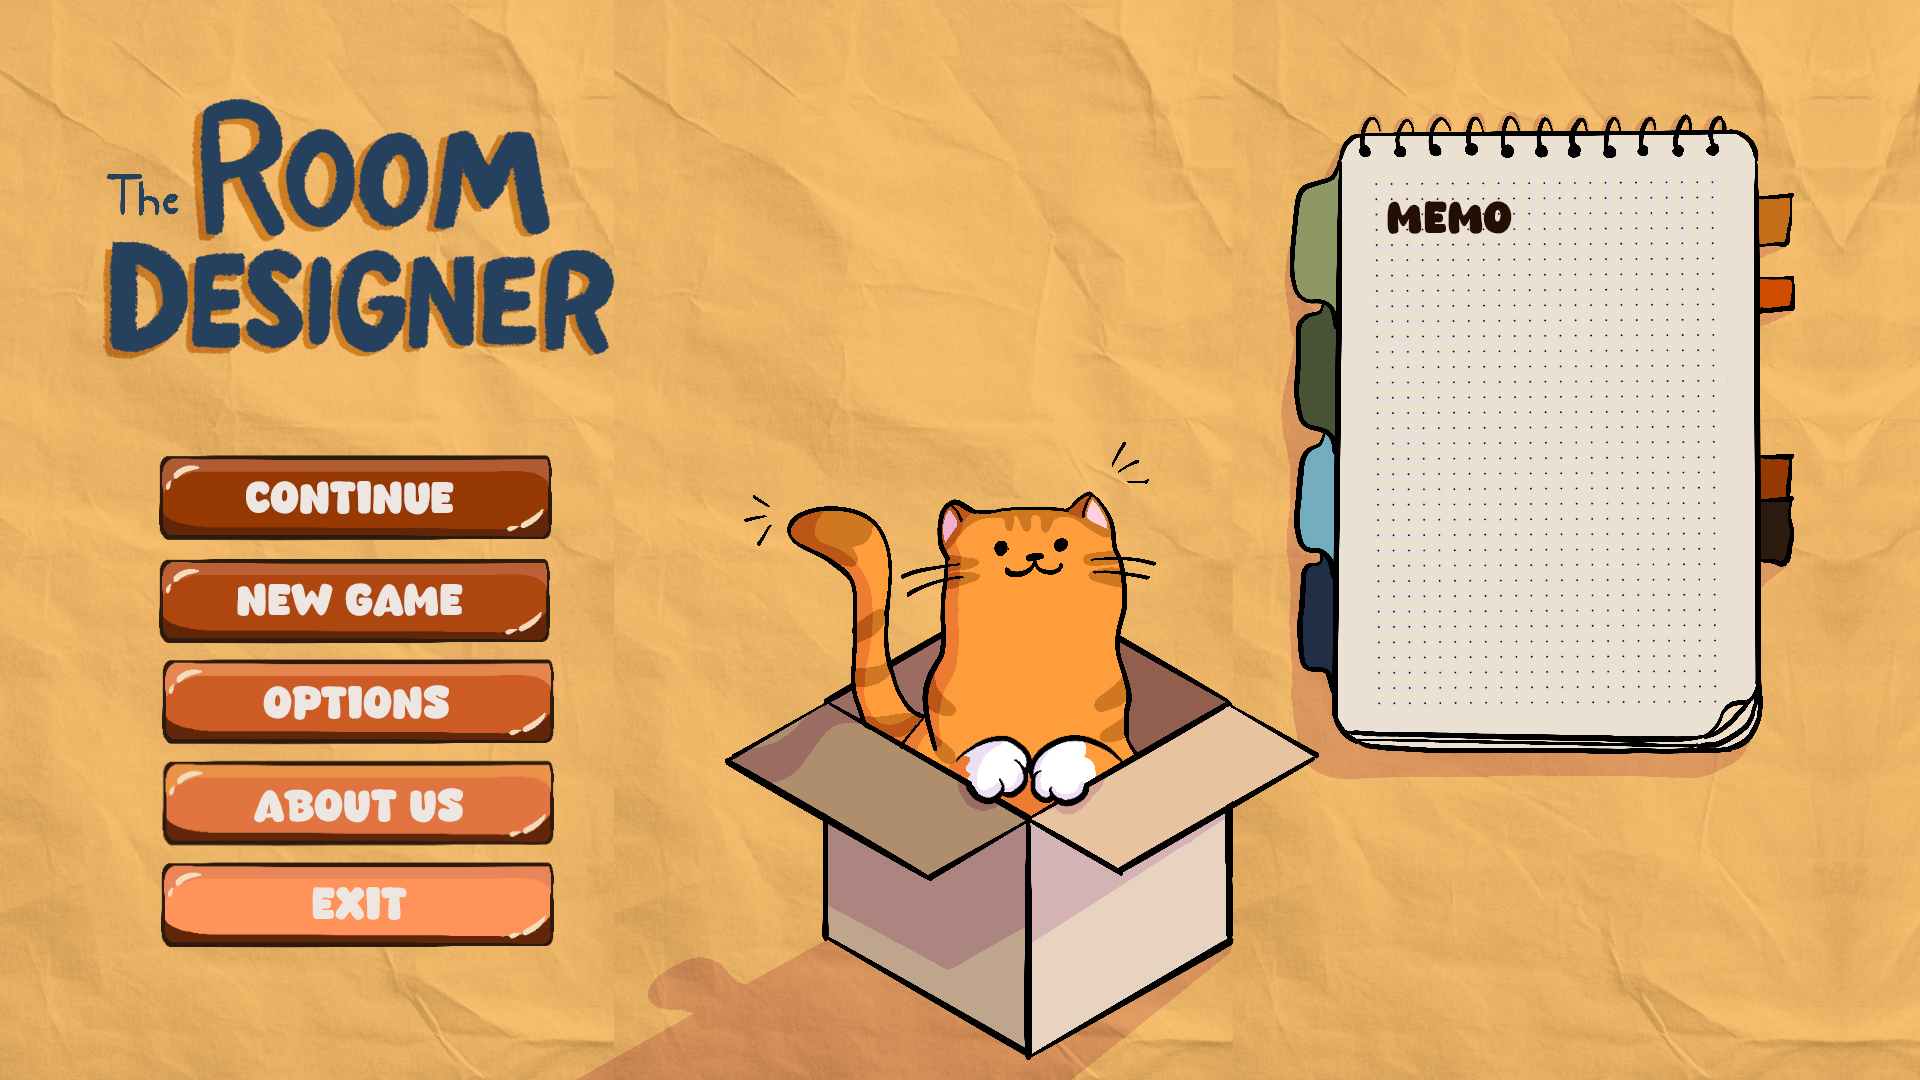 The ROOM
DESIGNER
CONTINUE
NEW GAME
OPTIONS
ABOUT US
EXIT
MEMO